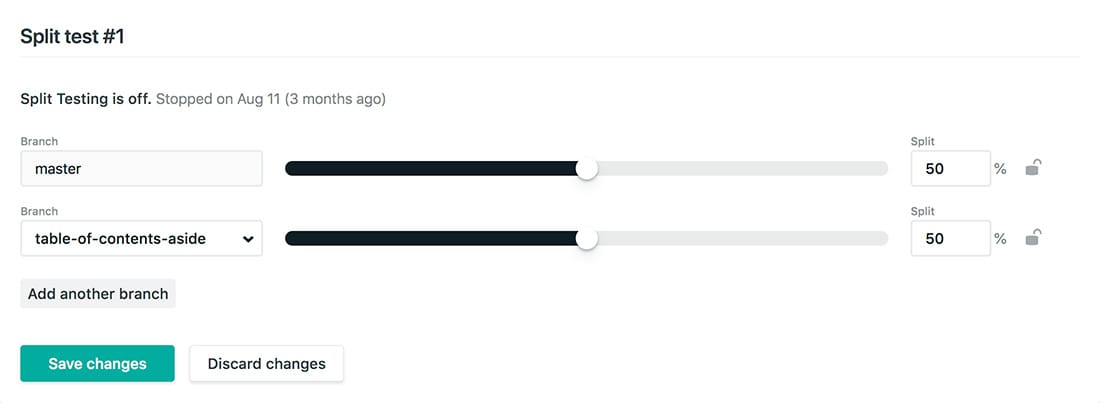 Split test #1
Split Testing is off. Stopped on Aug 11 (3 months ago)
Branch Split
master 50 %
Branch Split
table-of-contents-aside 50 %
Add another branch
Save changes Discard changes